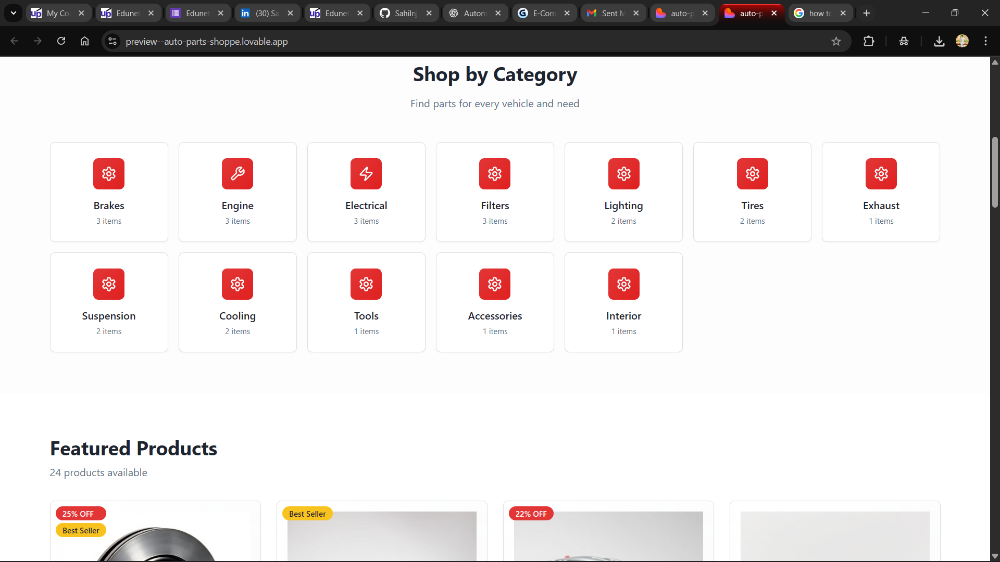 My Co
Edunet
Edunet
(30) Sa
Edunet
SahilInj
Autom
E-Com
Sent M
auto-p
auto-p
how to
preview--auto-parts-shoppe.lovable.app
Shop by Category
Find parts for every vehicle and need
Brakes
3 items
Engine
3 items
Electrical
3 items
Filters
3 items
Lighting
2 items
Tires
2 items
Exhaust
1 items
Suspension
2 items
Cooling
2 items
Tools
1 items
Accessories
1 items
Interior
1 items
Featured Products
24 products available
25% OFF
Best Seller
Best Seller
22% OFF